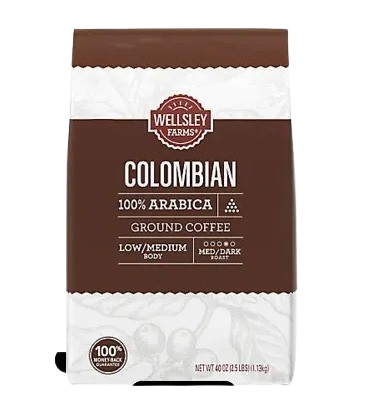 WELLSLEY
FARMS®
COLOMBIAN
100% ARABICA
GROUND COFFEE
LOW/MEDIUM
BODY
MED/DARK
ROAST
100%
MONEY-BACK
GUARANTEE
NET WT 40 OZ (2.5 LBS) (1.13kg)